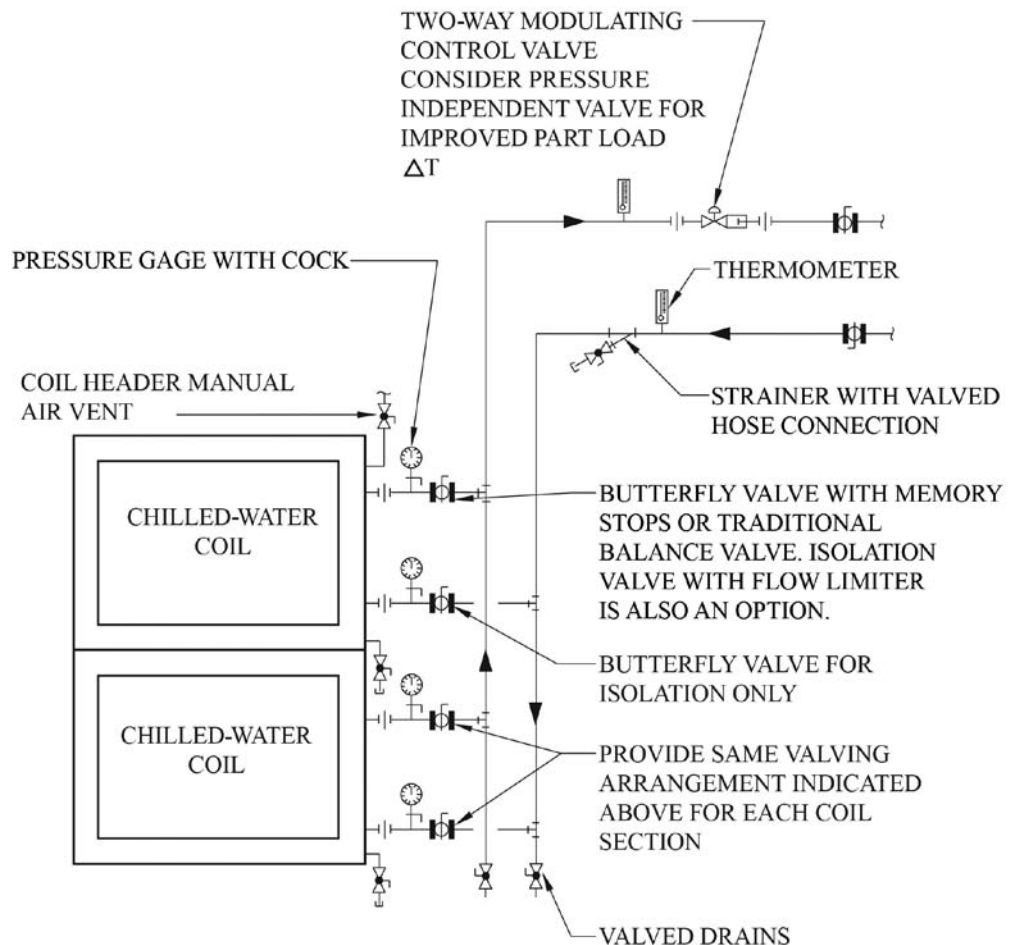 TWO-WAY MODULATING
CONTROL VALVE
CONSIDER PRESSURE
INDEPENDENT VALVE FOR
IMPROVED PART LOAD
△T
PRESSURE GAGE WITH COCK
THERMOMETER
COIL HEADER MANUAL
AIR VENT
STRAINER WITH VALVED
HOSE CONNECTION
CHILLED-WATER
COIL
BUTTERFLY VALVE WITH MEMORY
STOPS OR TRADITIONAL
BALANCE VALVE. ISOLATION
VALVE WITH FLOW LIMITER
IS ALSO AN OPTION.
BUTTERFLY VALVE FOR
ISOLATION ONLY
CHILLED-WATER
COIL
PROVIDE SAME VALVING
ARRANGEMENT INDICATED
ABOVE FOR EACH COIL
SECTION
VALVED DRAINS